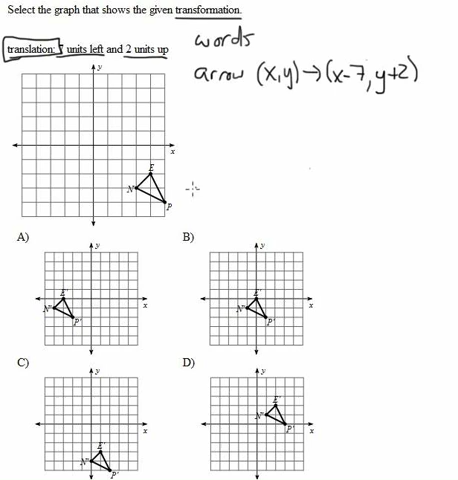 Select the graph that shows the given transformation.
translation: 7 units left and 2 units up
words
arrow (x,y)→(x-7, y+2)
y
x
E
N
P
A)
B)
y
x
E'
N'
P'
y
x
E'
N'
P'
C)
D)
y
x
E'
N'
P'
y
x
E'
N'
P'